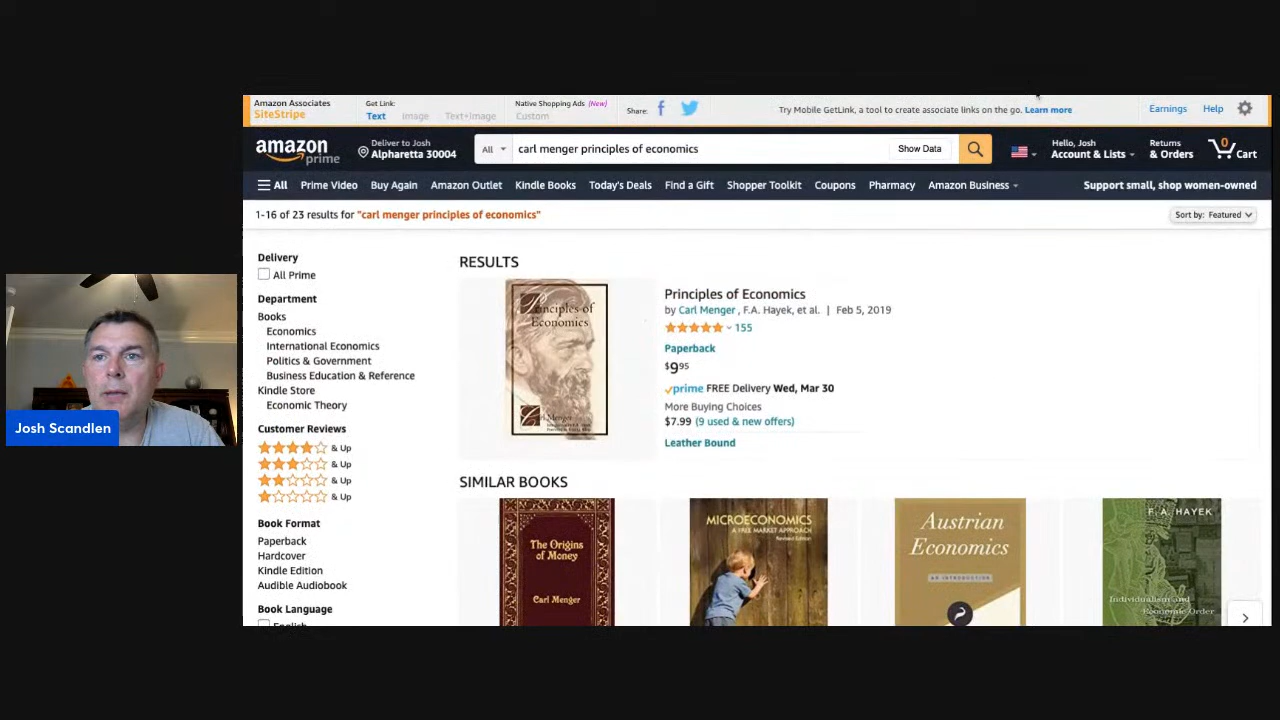 Amazon Associates
SiteStripe
Get Link:
Text Image Text+Image
Native Shopping Ads (New)
Custom
Share:
Try Mobile GetLink, a tool to create associate links on the go. Learn more
Earnings Help
amazon
prime
Deliver to Josh
Alpharetta 30004
All
carl menger principles of economics
Show Data
Hello, Josh
Account & Lists
Returns
& Orders
0
Cart
All Prime Video Buy Again Amazon Outlet Kindle Books Today's Deals Find a Gift Shopper Toolkit Coupons Pharmacy Amazon Business Support small, shop women-owned
1-16 of 23 results for "carl menger principles of economics"
Sort by: Featured
Delivery
All Prime
Department
Books
Economics
International Economics
Politics & Government
Business Education & Reference
Kindle Store
Economic Theory
Customer Reviews
& Up
& Up
& Up
& Up
Book Format
Paperback
Hardcover
Kindle Edition
Audible Audiobook
Book Language
English
RESULTS
Principles of
Economics
Principles of Economics
by Carl Menger , F.A. Hayek, et al. | Feb 5, 2019
155
Paperback
$9.95
prime FREE Delivery Wed, Mar 30
More Buying Choices
$7.99 (9 used & new offers)
Leather Bound
SIMILAR BOOKS
The Origins
of Money
Carl Menger
MICROECONOMICS
A FREE MARKET APPROACH
Revised Edition
Austrian
Economics
AN INTRODUCTION
F. A. HAYEK
Individualism and
Economic Order
Josh Scandlen